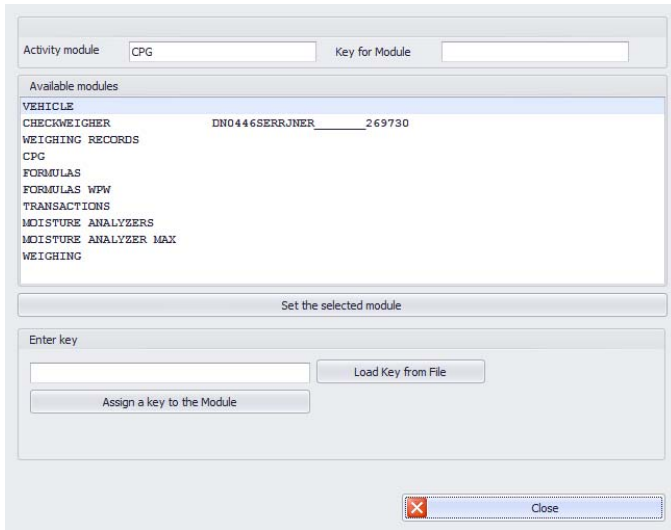 Activity module CPG Key for Module
Available modules
VEHICLE
CHECKWEIGHER DN0446SERRJNER_______269730
WEIGHING RECORDS
CPG
FORMULAS
FORMULAS WPW
TRANSACTIONS
MOISTURE ANALYZERS
MOISTURE ANALYZER MAX
WEIGHING
Set the selected module
Enter key
Load Key from File
Assign a key to the Module
Close